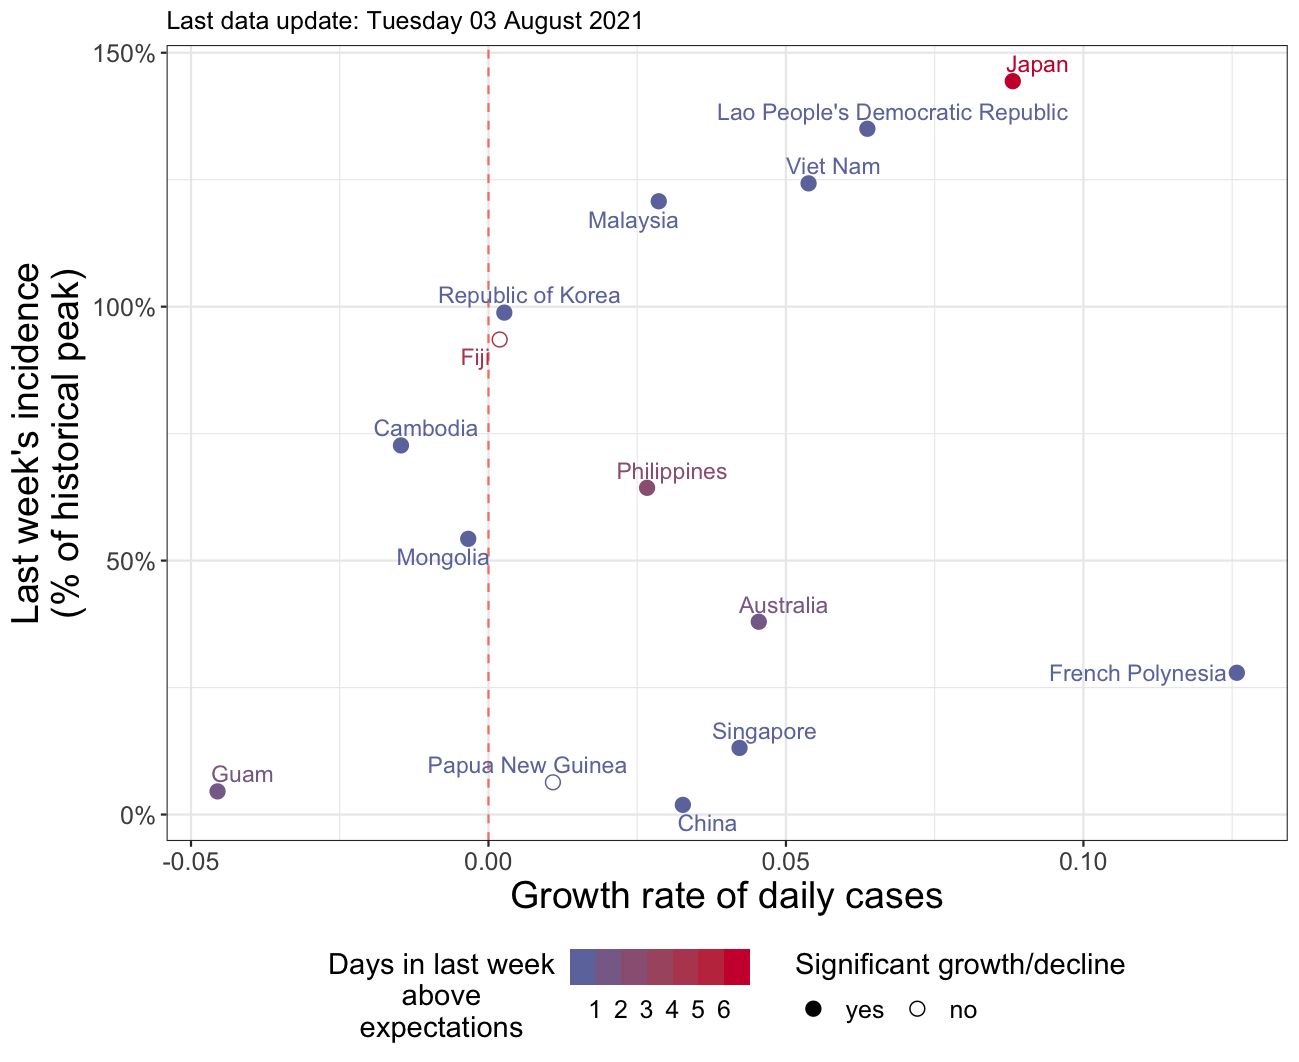 Last data update: Tuesday 03 August 2021
150%
Japan
Lao People's Democratic Republic
Viet Nam
Malaysia
Republic of Korea
100%
Fiji
Cambodia
Philippines
Mongolia
50%
Australia
French Polynesia
Singapore
Papua New Guinea
Guam
China
0%
Last week's incidence
(% of historical peak)
-0.05 0.00 0.05 0.10
Growth rate of daily cases
Days in last week
above
expectations
1 2 3 4 5 6
Significant growth/decline
yes no